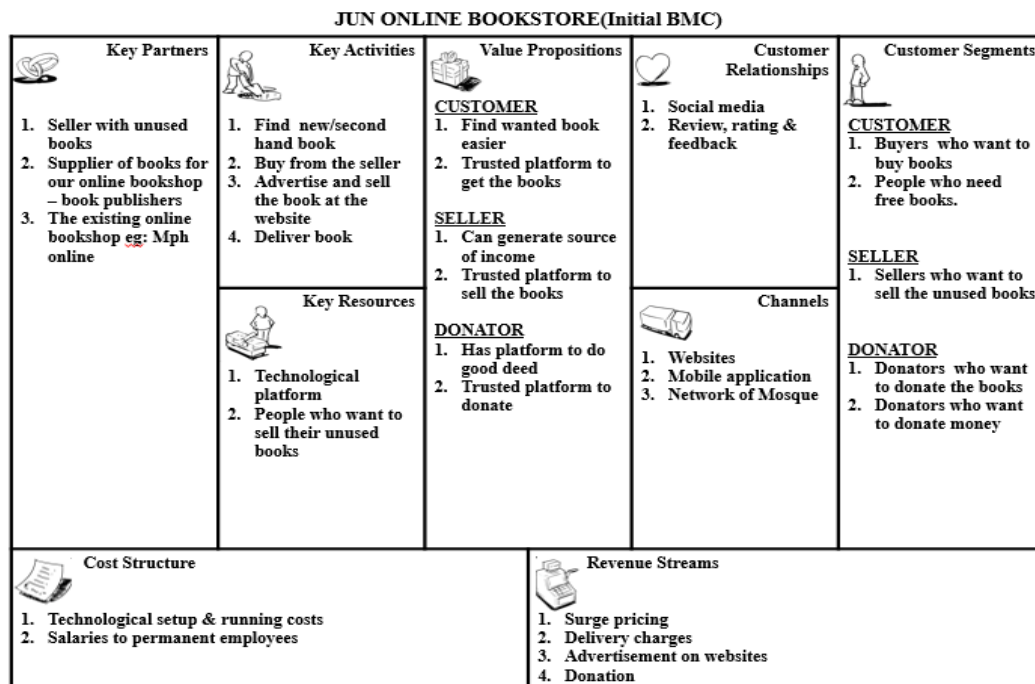 JUN ONLINE BOOKSTORE(Initial BMC)
Key Partners
1. Seller with unused
books
2. Supplier of books for
our online bookshop
– book publishers
3. The existing online
bookshop eg: Mph
online
Key Activities
1. Find new/second
hand book
2. Buy from the seller
3. Advertise and sell
the book at the
website
4. Deliver book
Key Resources
1. Technological
platform
2. People who want to
sell their unused
books
Value Propositions
CUSTOMER
1. Find wanted book
easier
2. Trusted platform to
get the books
SELLER
1. Can generate source
of income
2. Trusted platform to
sell the books
DONATOR
1. Has platform to do
good deed
2. Trusted platform to
donate
Customer
Relationships
1. Social media
2. Review, rating &
feedback
Channels
1. Websites
2. Mobile application
3. Network of Mosque
Customer Segments
CUSTOMER
1. Buyers who want to
buy books
2. People who need
free books.
SELLER
1. Sellers who want to
sell the unused books
DONATOR
1. Donators who want
to donate the books
2. Donators who want
to donate money
Cost Structure
1. Technological setup & running costs
2. Salaries to permanent employees
Revenue Streams
1. Surge pricing
2. Delivery charges
3. Advertisement on websites
4. Donation